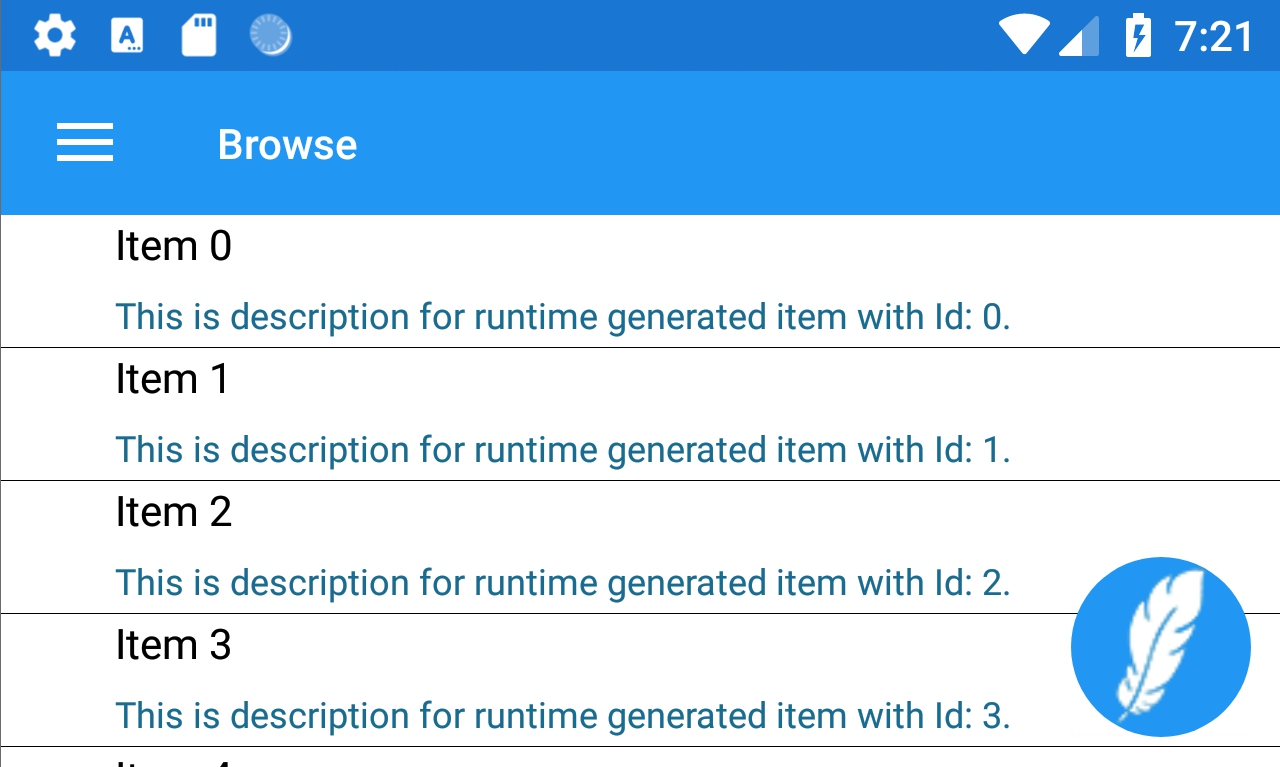 7:21
Browse
Item 0
This is description for runtime generated item with Id: 0.
Item 1
This is description for runtime generated item with Id: 1.
Item 2
This is description for runtime generated item with Id: 2.
Item 3
This is description for runtime generated item with Id: 3.